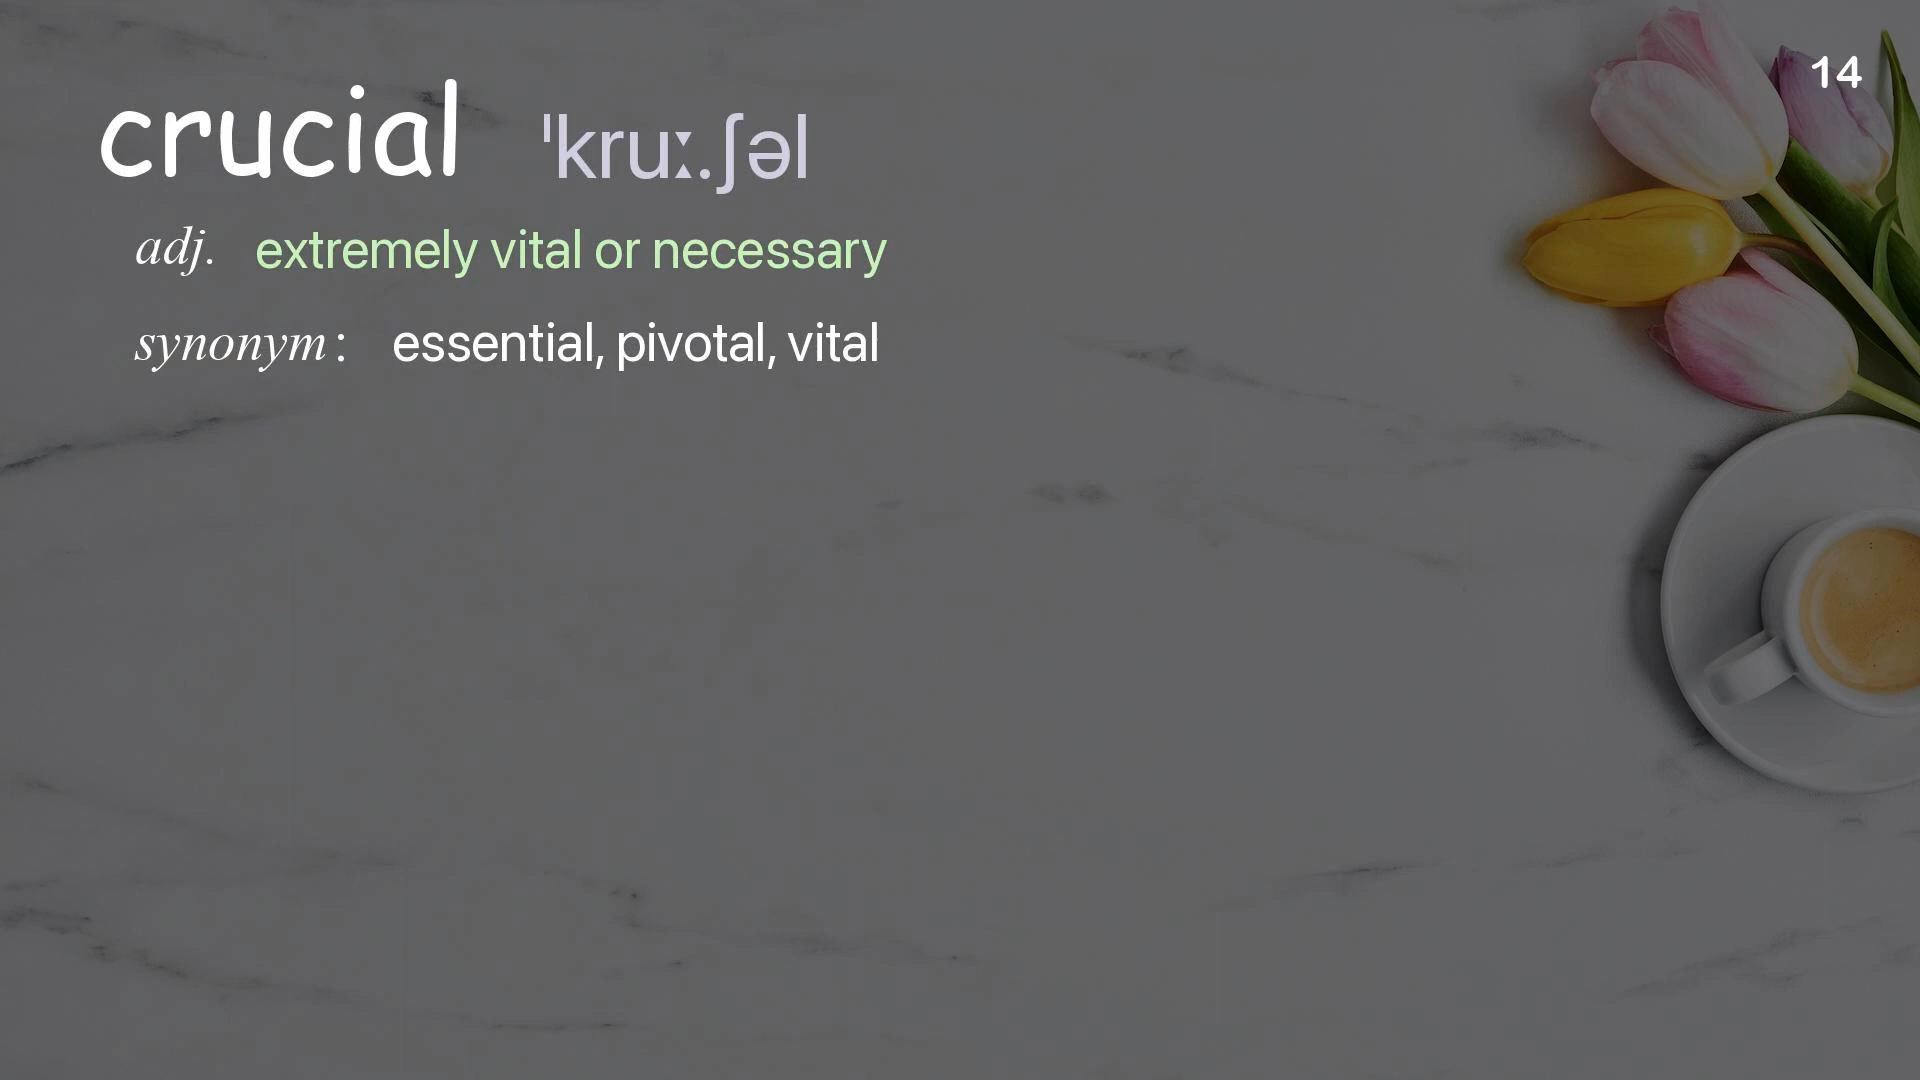 14
crucial ˈkruː.ʃəl
adj. extremely vital or necessary
synonym: essential, pivotal, vital